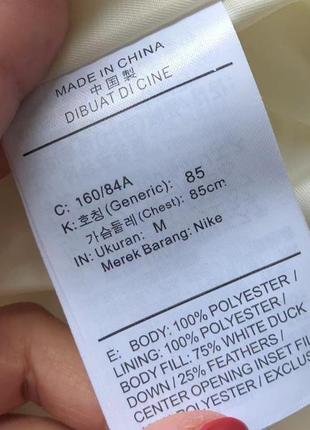 MADE IN CHINA
中国製
DIBUAT DI CINE
C: 160/84A
K: 호칭 (Generic): 85
가슴둘레 (Chest): 85cm
IN: Ukuran: M
Merek Barang: Nike
E: BODY: 100% POLYESTER /
LINING: 100% POLYESTER /
BODY FILL: 75% WHITE DUCK
DOWN / 25% FEATHERS /
CENTER OPENING INSET FILL
POLYESTER / EXCLUS